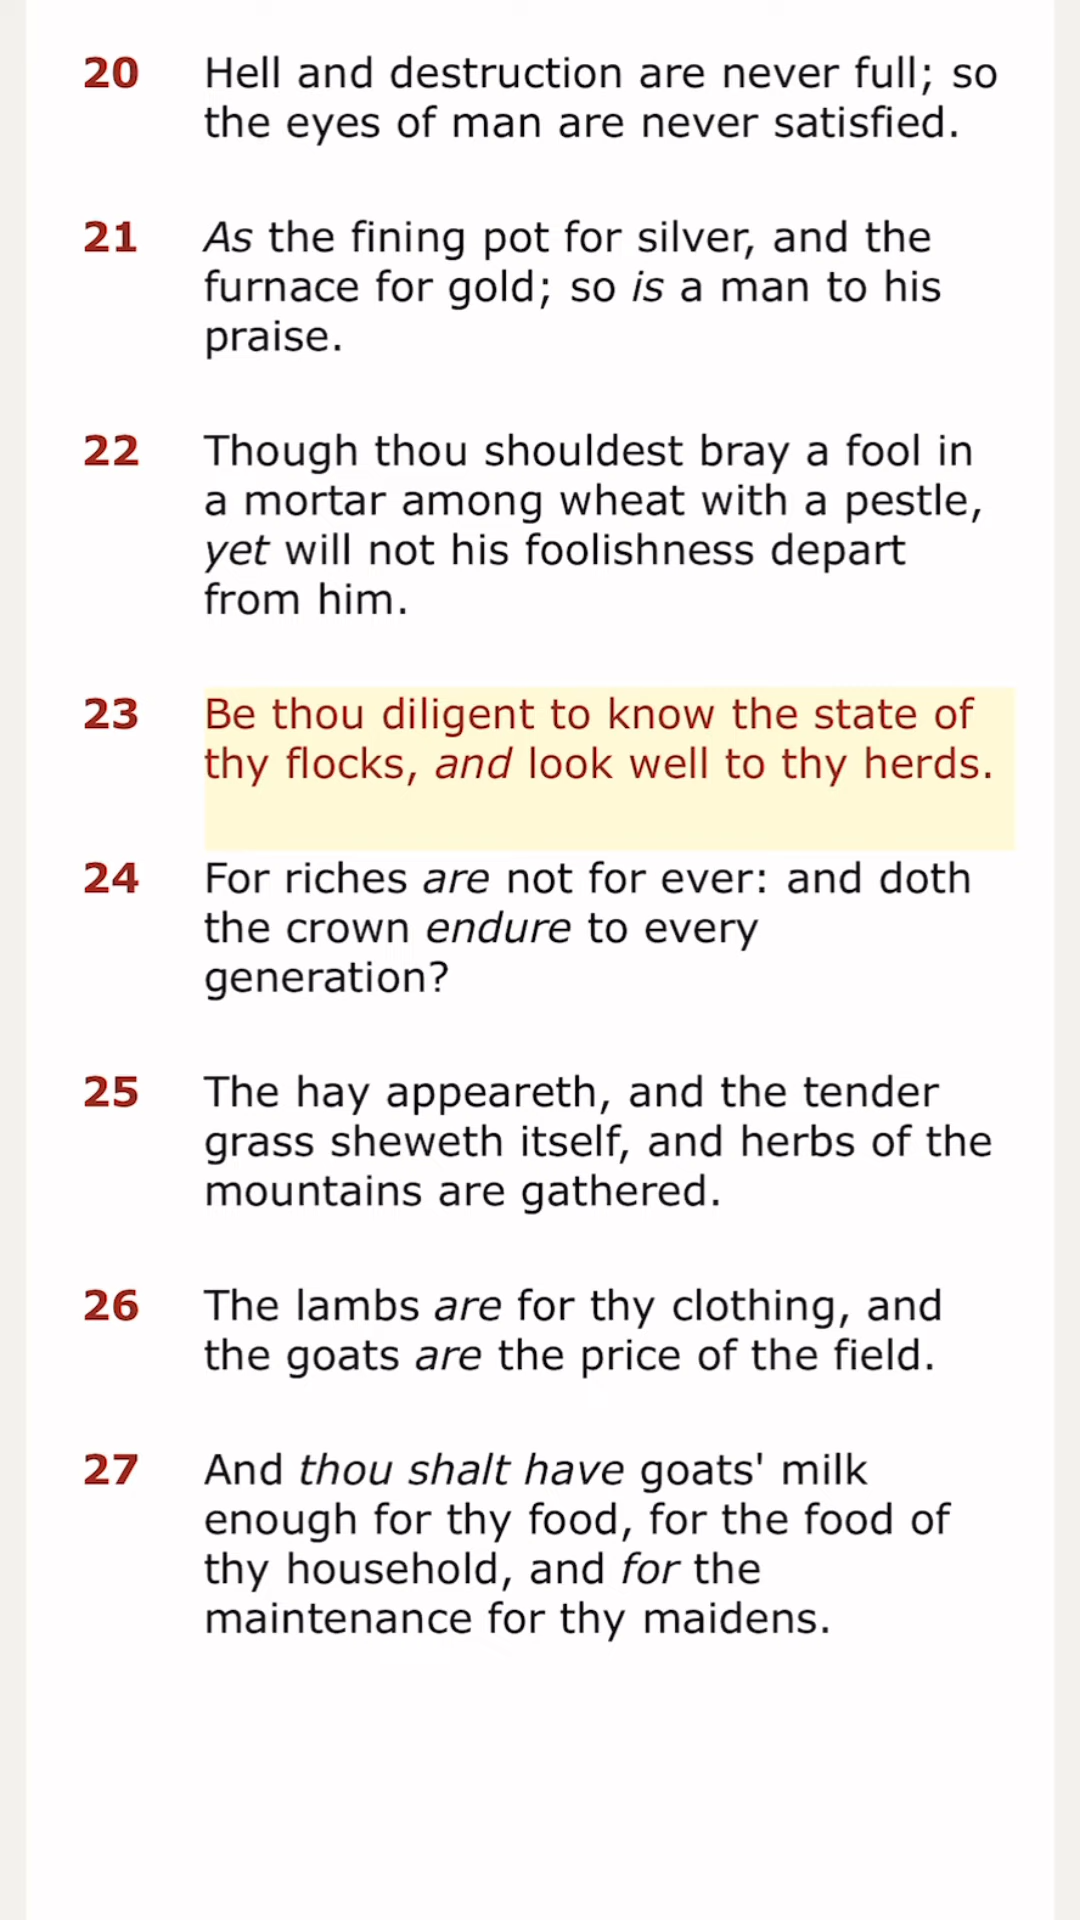 20 Hell and destruction are never full; so
the eyes of man are never satisfied.
21 As the fining pot for silver, and the
furnace for gold; so is a man to his
praise.
22 Though thou shouldest bray a fool in
a mortar among wheat with a pestle,
yet will not his foolishness depart
from him.
23 Be thou diligent to know the state of
thy flocks, and look well to thy herds.
24 For riches are not for ever: and doth
the crown endure to every
generation?
25 The hay appeareth, and the tender
grass sheweth itself, and herbs of the
mountains are gathered.
26 The lambs are for thy clothing, and
the goats are the price of the field.
27 And thou shalt have goats' milk
enough for thy food, for the food of
thy household, and for the
maintenance for thy maidens.